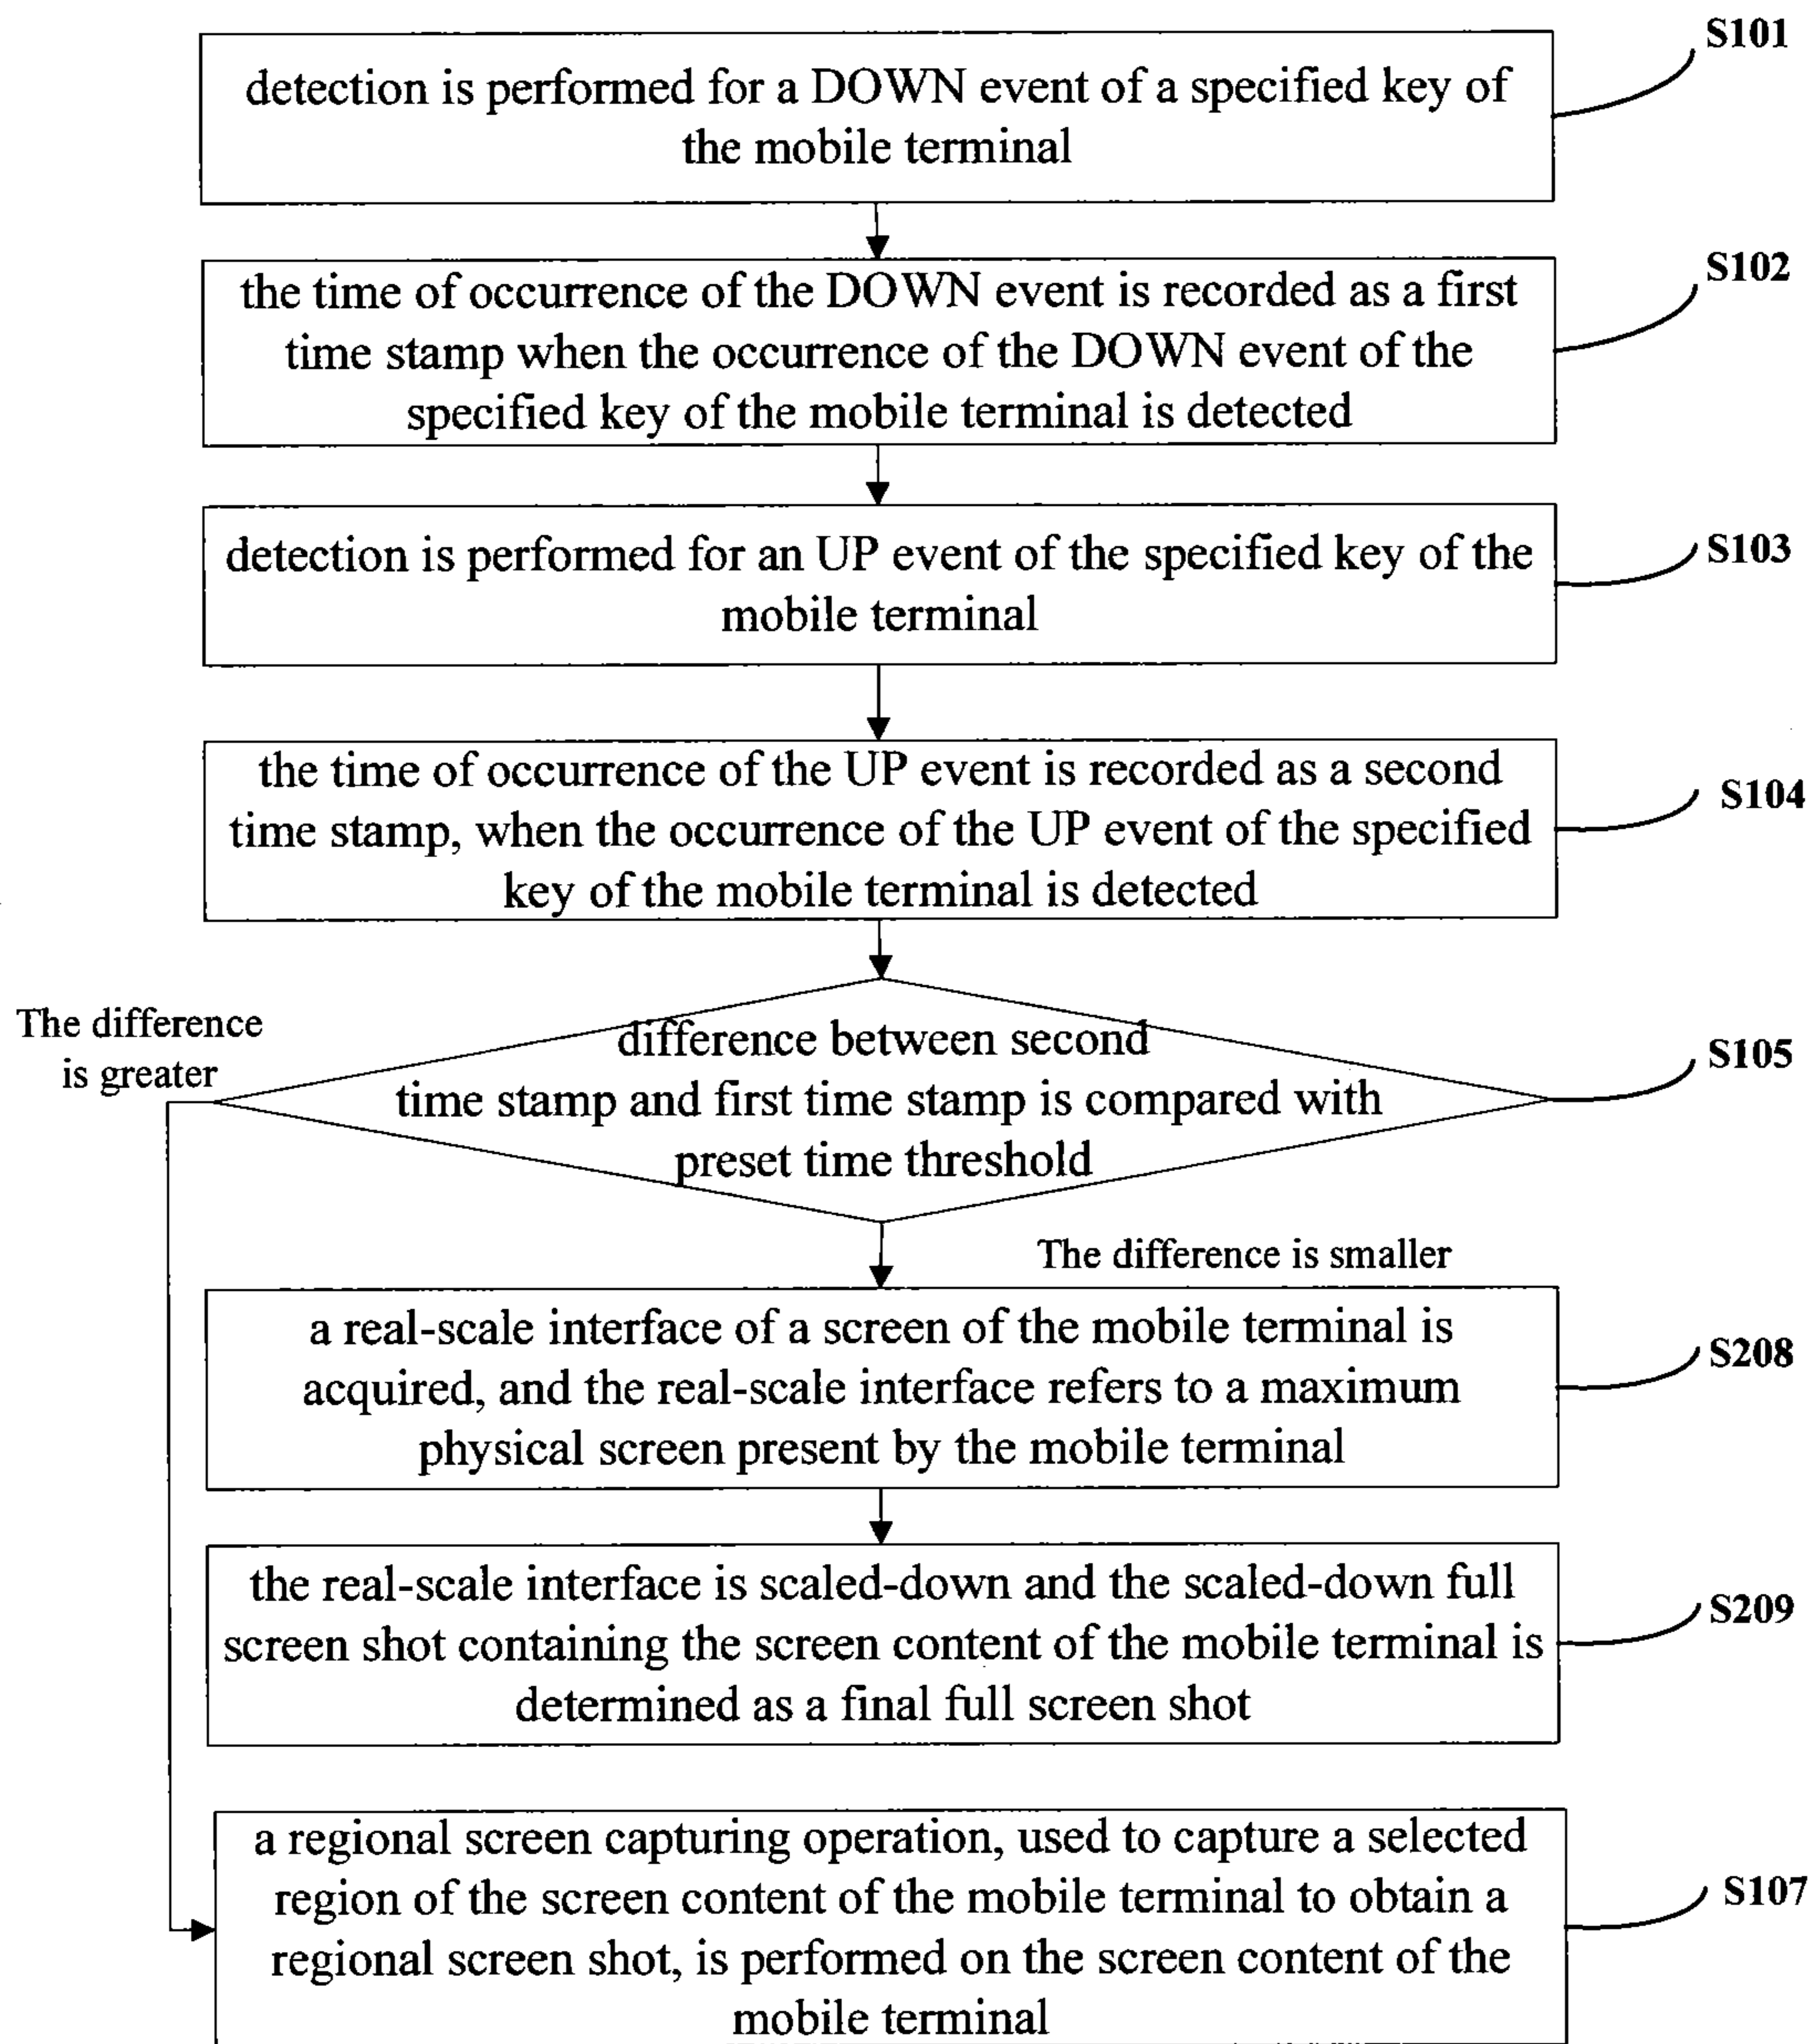 S101
detection is performed for a DOWN event of a specified key of
the mobile terminal
S102
the time of occurrence of the DOWN event is recorded as a first
time stamp when the occurrence of the DOWN event of the
specified key of the mobile terminal is detected
S103
detection is performed for an UP event of the specified key of the
mobile terminal
S104
the time of occurrence of the UP event is recorded as a second
time stamp, when the occurrence of the UP event of the specified
key of the mobile terminal is detected
The difference
is greater
S105
difference between second
time stamp and first time stamp is compared with
preset time threshold
The difference is smaller
S208
a real-scale interface of a screen of the mobile terminal is
acquired, and the real-scale interface refers to a maximum
physical screen present by the mobile terminal
S209
the real-scale interface is scaled-down and the scaled-down full
screen shot containing the screen content of the mobile terminal is
determined as a final full screen shot
S107
a regional screen capturing operation, used to capture a selected
region of the screen content of the mobile terminal to obtain a
regional screen shot, is performed on the screen content of the
mobile terminal